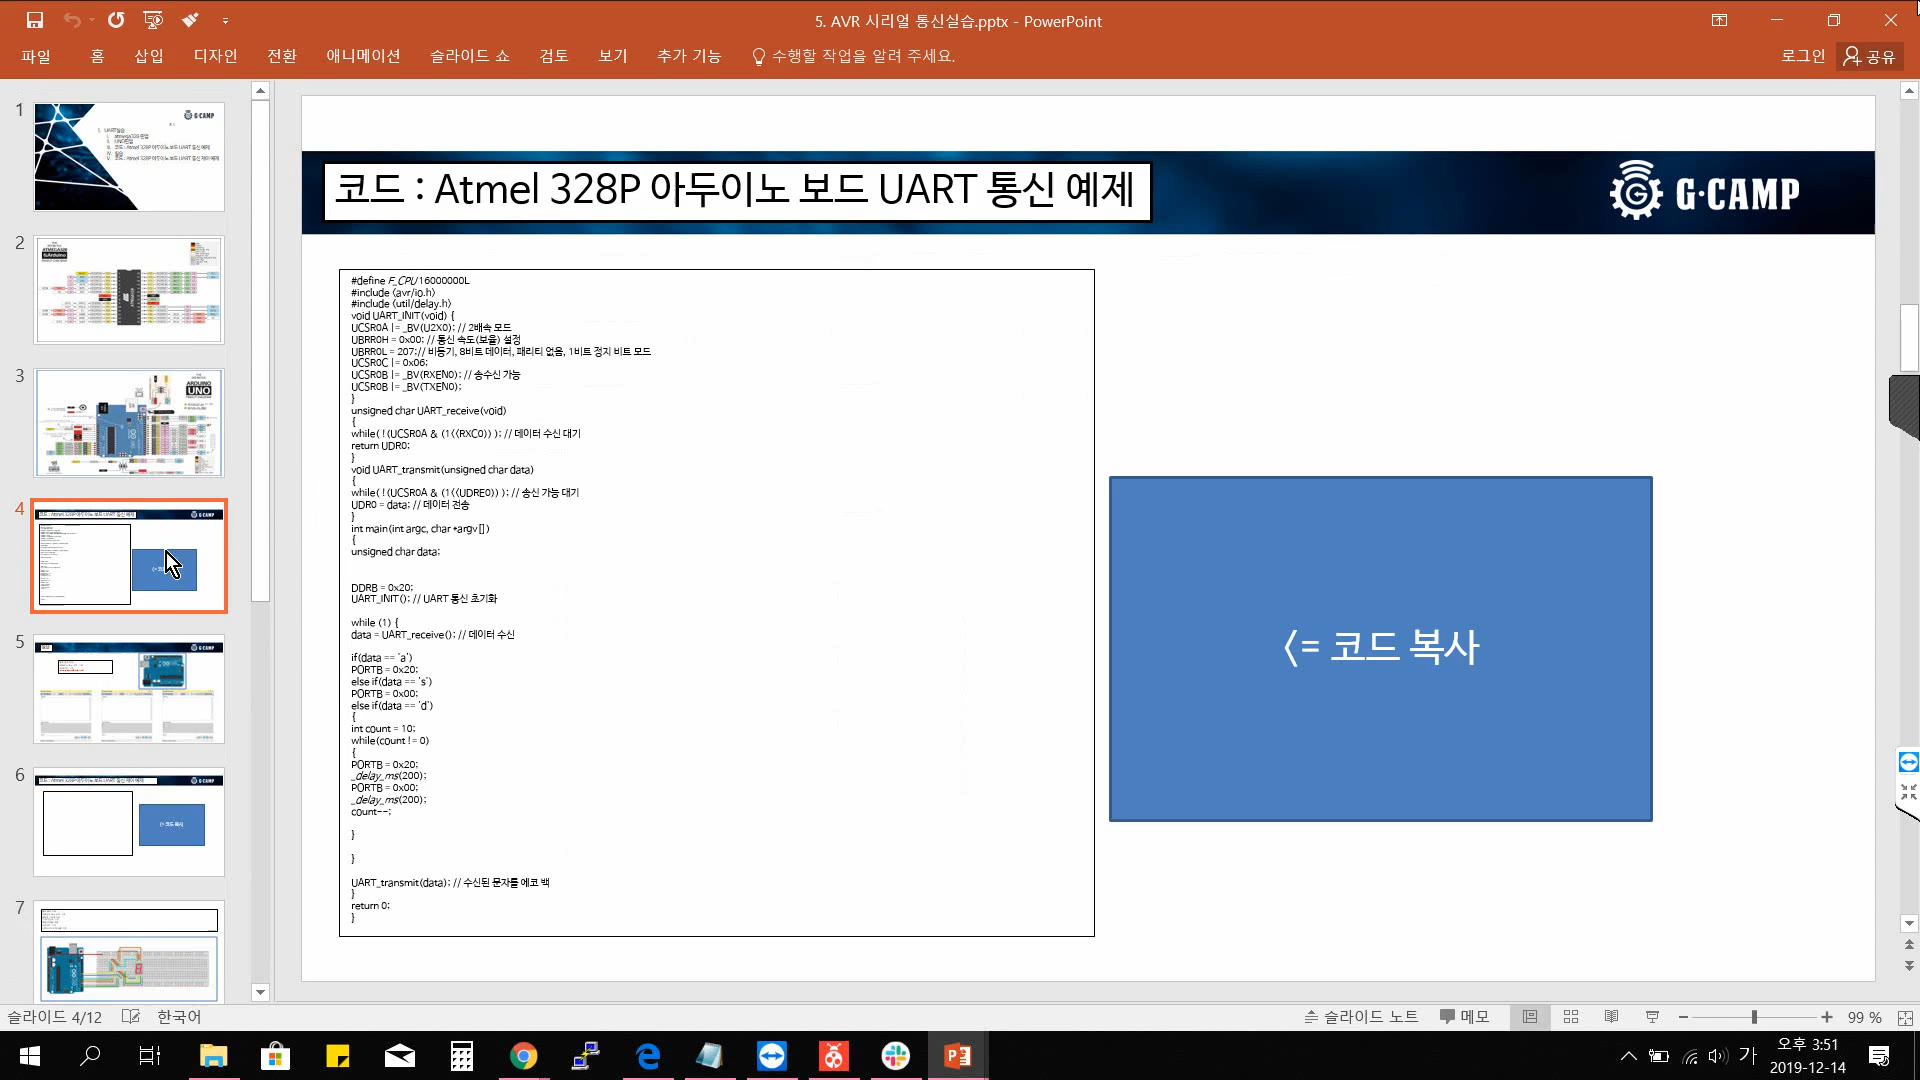 5. AVR 시리얼 통신실습.pptx - PowerPoint
파일 홈 삽입 디자인 전환 애니메이션 슬라이드 쇼 검토 보기 추가 기능 수행할 작업을 알려 주세요. 로그인 공유
1
2
3
4
5
6
7
코드 : Atmel 328P 아두이노 보드 UART 통신 예제
G·CAMP
#define F_CPU 16000000L
#include <avr/io.h>
#include <util/delay.h>
void UART_INIT(void) {
UCSR0A |= _BV(U2X0); // 2배속 모드
UBRR0H = 0x00; // 통신 속도(보율) 설정
UBRR0L = 207;// 비동기, 8비트 데이터, 패리티 없음, 1비트 정지 비트 모드
UCSR0C |= 0x06;
UCSR0B |= _BV(RXEN0); // 송수신 가능
UCSR0B |= _BV(TXEN0);
}
unsigned char UART_receive(void)
{
while( !(UCSR0A & (1<<RXC0)) ); // 데이터 수신 대기
return UDR0;
}
void UART_transmit(unsigned char data)
{
while( !(UCSR0A & (1<<UDRE0)) ); // 송신 가능 대기
UDR0 = data; // 데이터 전송
}
int main(int argc, char *argv[])
{
unsigned char data;
DDRB = 0x20;
UART_INIT(); // UART 통신 초기화
while (1) {
data = UART_receive(); // 데이터 수신
if(data == 'a')
PORTB = 0x20;
else if(data == 's')
PORTB = 0x00;
else if(data == 'd')
{
int count = 10;
while(count != 0)
{
PORTB = 0x20;
_delay_ms(200);
PORTB = 0x00;
_delay_ms(200);
count--;
}
}
UART_transmit(data); // 수신된 문자를 에코 백
}
return 0;
}
<= 코드 복사
슬라이드 4/12 한국어 슬라이드 노트 메모 99 %
가 오후 3:51
2019-12-14